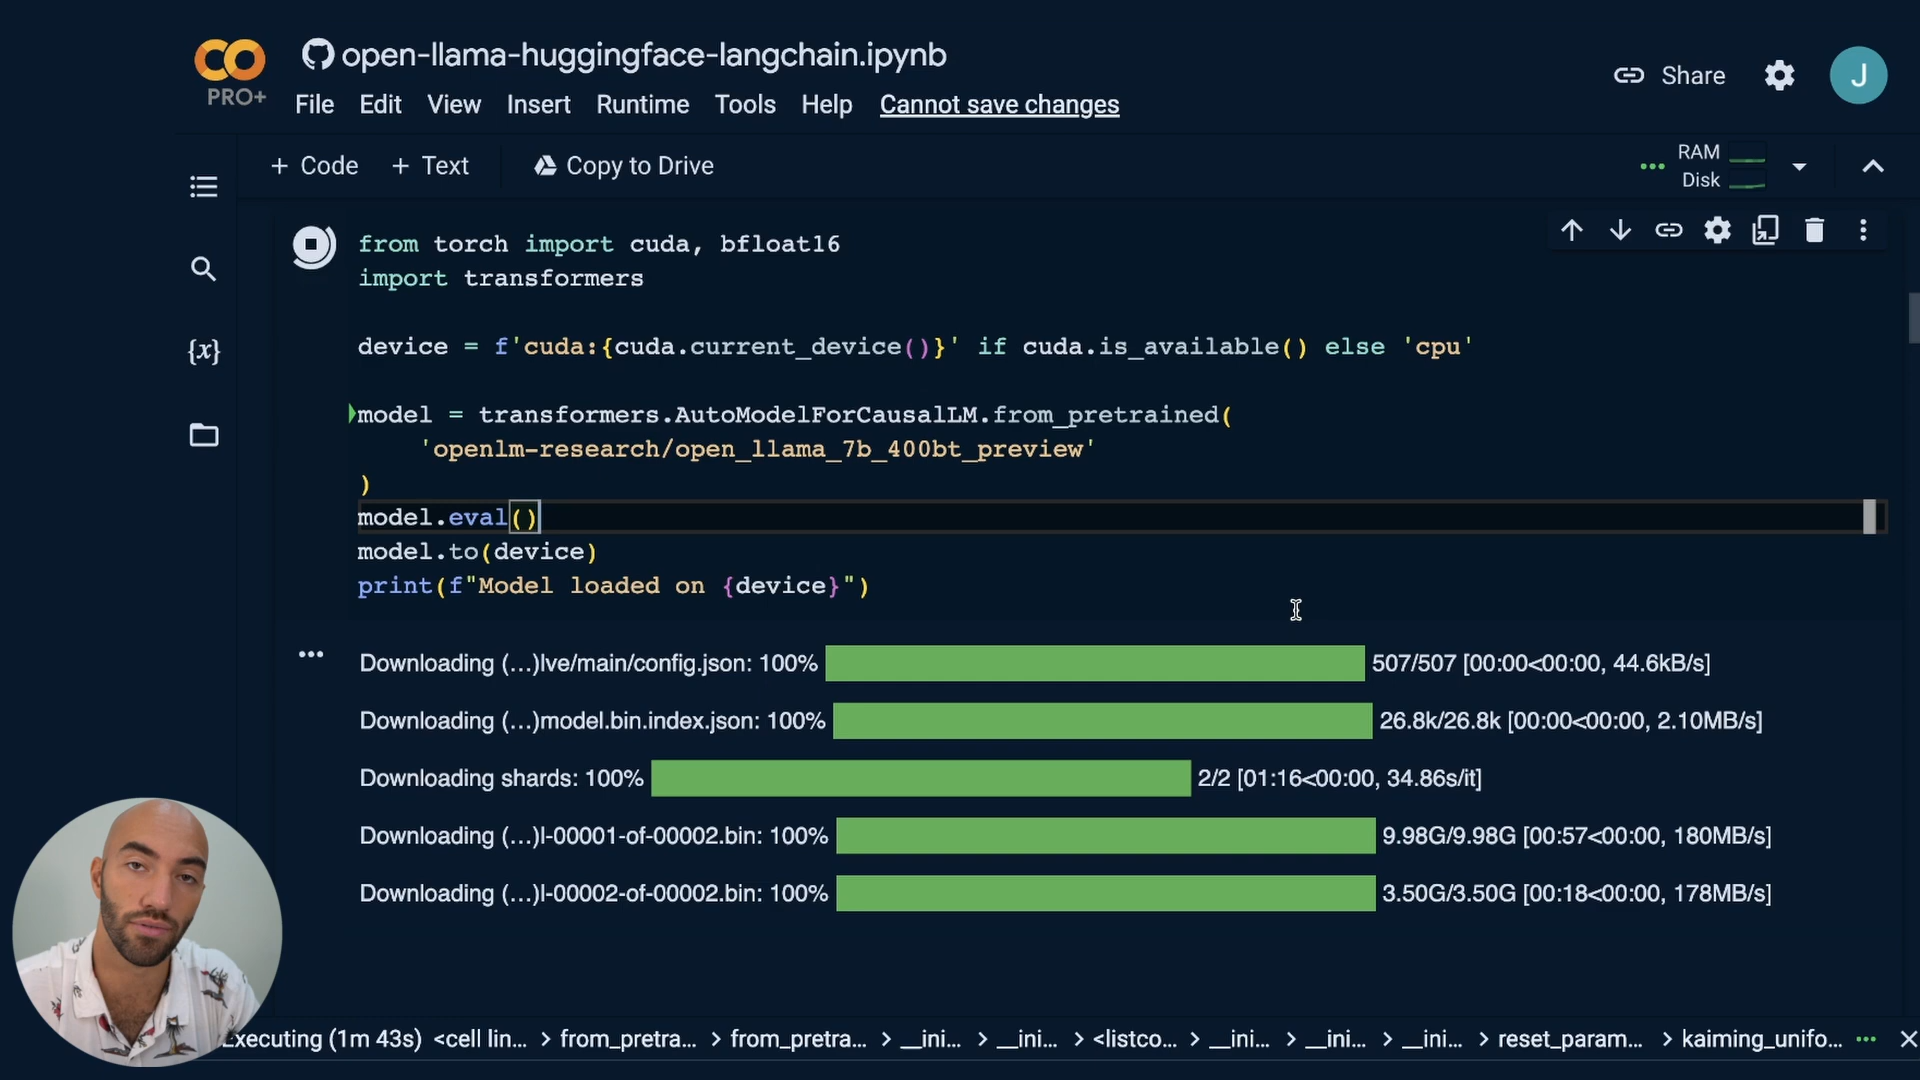 open-llama-huggingface-langchain.ipynb
PRO+
File Edit View Insert Runtime Tools Help Cannot save changes
Share
J
+ Code + Text Copy to Drive
RAM
Disk
from torch import cuda, bfloat16
import transformers
{x}
device = f'cuda:{cuda.current_device()}' if cuda.is_available() else 'cpu'
model = transformers.AutoModelForCausalLM.from_pretrained(
'openlm-research/open_llama_7b_400bt_preview'
)
model.eval()
model.to(device)
print(f"Model loaded on {device}")
Downloading (…)lve/main/config.json: 100% 507/507 [00:00<00:00, 44.6kB/s]
Downloading (…)model.bin.index.json: 100% 26.8k/26.8k [00:00<00:00, 2.10MB/s]
Downloading shards: 100% 2/2 [01:16<00:00, 34.86s/it]
Downloading (…)l-00001-of-00002.bin: 100% 9.98G/9.98G [00:57<00:00, 180MB/s]
Downloading (…)l-00002-of-00002.bin: 100% 3.50G/3.50G [00:18<00:00, 178MB/s]
Executing (1m 43s) <cell lin... > from_pretra... > from_pretra... > __ini... > __ini... > <listco... > __ini... > __ini... > __ini... > reset_param... > kaiming_unifo...